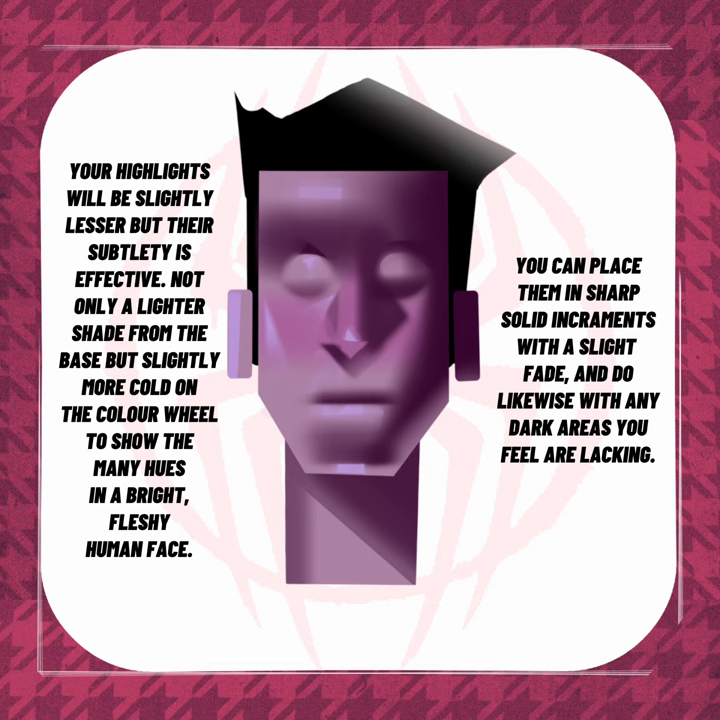 YOUR HIGHLIGHTS
WILL BE SLIGHTLY
LESSER BUT THEIR
SUBTLETY IS
EFFECTIVE. NOT
ONLY A LIGHTER
SHADE FROM THE
BASE BUT SLIGHTLY
MORE COLD ON
THE COLOUR WHEEL
TO SHOW THE
MANY HUES
IN A BRIGHT,
FLESHY
HUMAN FACE.
YOU CAN PLACE
THEM IN SHARP
SOLID INCRAMENTS
WITH A SLIGHT
FADE, AND DO
LIKEWISE WITH ANY
DARK AREAS YOU
FEEL ARE LACKING.